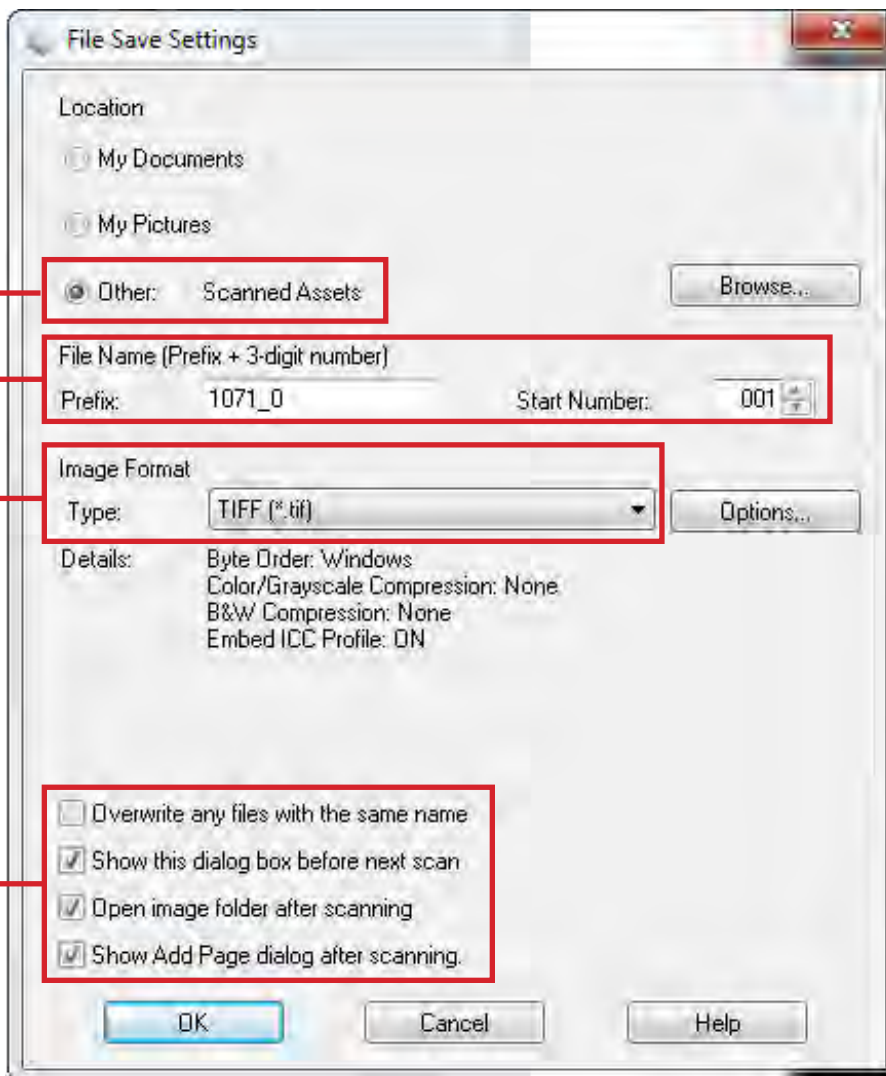 File Save Settings
Location
My Documents
My Pictures
Other: Scanned Assets Browse...
File Name (Prefix + 3-digit number)
Prefix: 1071_0 Start Number: 001
Image Format
Type: TIFF (*.tif) Options...
Details: Byte Order: Windows
Color/Grayscale Compression: None
B&W Compression: None
Embed ICC Profile: ON
Overwrite any files with the same name
Show this dialog box before next scan
Open image folder after scanning
Show Add Page dialog after scanning.
OK Cancel Help